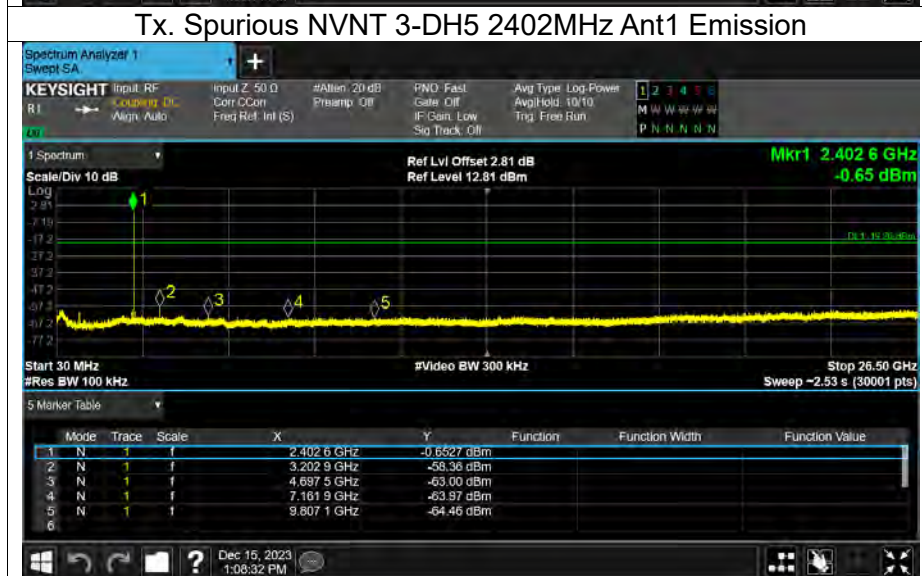 Tx. Spurious NVNT 3-DH5 2402MHz Ant1 Emission
Spectrum Analyzer 1
Swept SA
+
KEYSIGHT Input: RF Input Z: 50 Ω #Atten: 20 dB PNO: Fast Avg Type: Log-Power 1 2 3 4 5 6
R1 Coupling: DC Corr CCorr Preamp: Off Gate: Off Avg|Hold: 10/10 M W W W W W
Align: Auto Freq Ref: Int (S) IF Gain: Low Trig: Free Run
Sig Track: Off P N N N N N
1 Spectrum Ref Lvl Offset 2.81 dB Mkr1 2.402 6 GHz
Scale/Div 10 dB Ref Level 12.81 dBm -0.65 dBm
Log
2.81 1
-7.19
-17.2 DL1 -19.26 dBm
-27.2
-37.2
-47.2 2
-57.2 3 4 5
-67.2
-77.2
Start 30 MHz #Video BW 300 kHz Stop 26.50 GHz
#Res BW 100 kHz Sweep ~2.53 s (30001 pts)
5 Marker Table
Mode Trace Scale X Y Function Function Width Function Value
1 N 1 f 2.402 6 GHz -0.6527 dBm
2 N 1 f 3.202 9 GHz -58.36 dBm
3 N 1 f 4.697 5 GHz -63.00 dBm
4 N 1 f 7.161 9 GHz -63.97 dBm
5 N 1 f 9.807 1 GHz -64.46 dBm
6
? Dec 15, 2023
1:08:32 PM